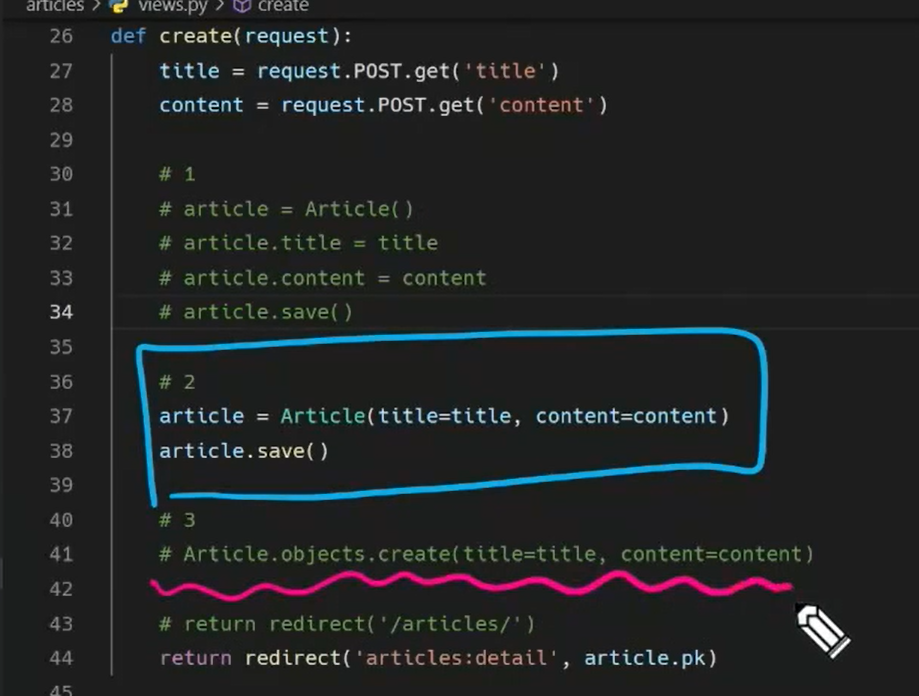 articles > views.py > create
26 def create(request):
27     title = request.POST.get('title')
28     content = request.POST.get('content')
29
30     # 1
31     # article = Article()
32     # article.title = title
33     # article.content = content
34     # article.save()
35
36     # 2
37     article = Article(title=title, content=content)
38     article.save()
39
40     # 3
41     # Article.objects.create(title=title, content=content)
42
43     # return redirect('/articles/')
44     return redirect('articles:detail', article.pk)
45